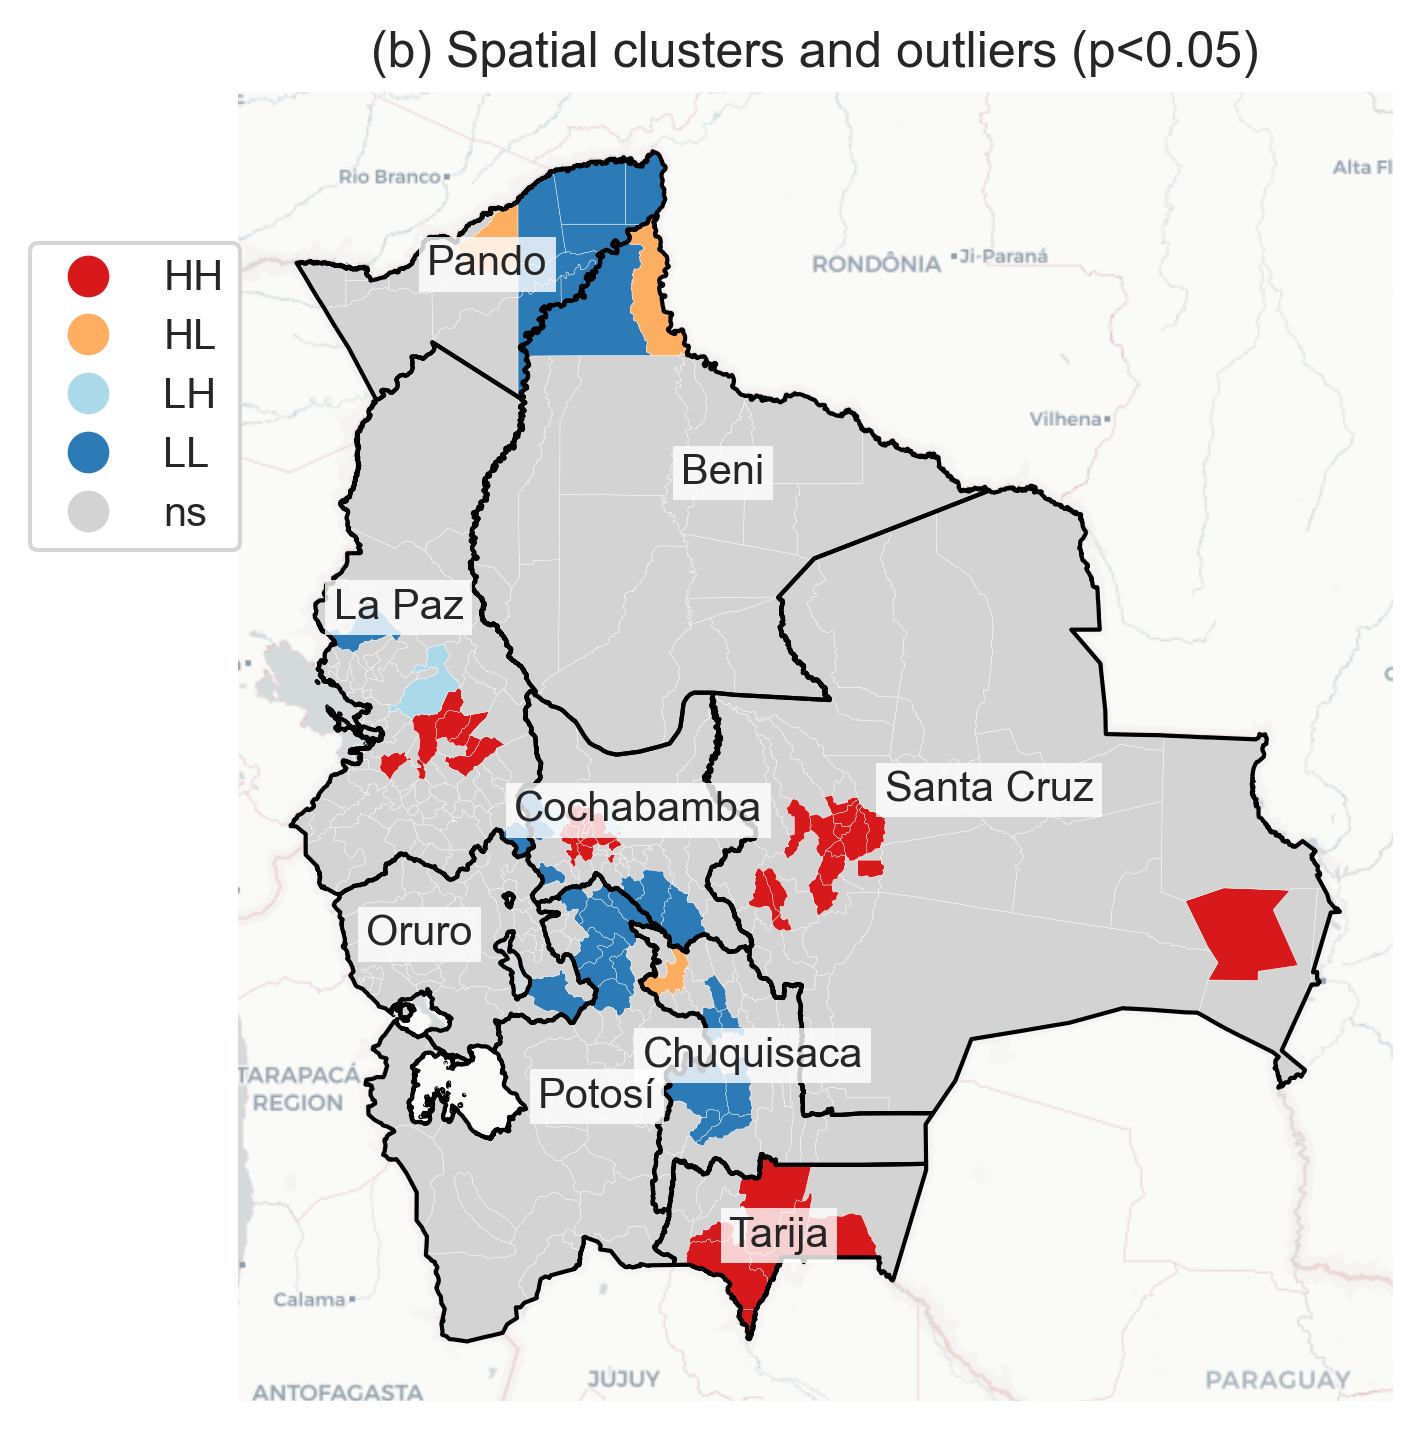 (b) Spatial clusters and outliers (p<0.05)
Rio Branco
Alta Fl
Pando
RONDÔNIA
Ji-Paraná
HH
HL
LH
LL
ns
Vilhena
Beni
La Paz
Santa Cruz
Cochabamba
Oruro
Chuquisaca
TARAPACÁ
REGION
Potosí
Tarija
Calama
JÚJUY
PARAGUAY
ANTOFAGASTA